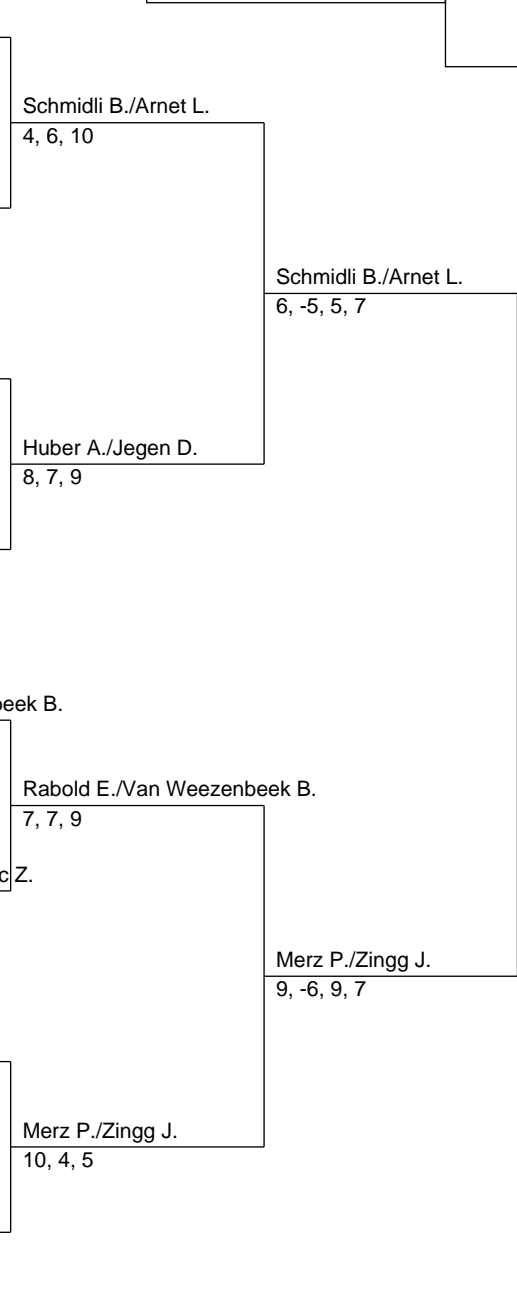 Schmidli B./Arnet L.
4, 6, 10
Schmidli B./Arnet L.
6, -5, 5, 7
Huber A./Jegen D.
8, 7, 9
eek B.
Rabold E./Van Weezenbeek B.
7, 7, 9
c Z.
Merz P./Zingg J.
9, -6, 9, 7
Merz P./Zingg J.
10, 4, 5